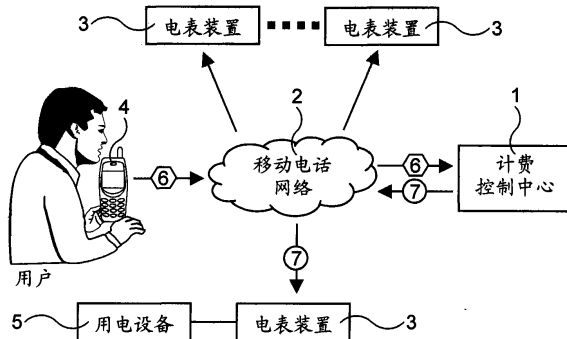 3 电表装置 电表装置 3
4
2
1
6
移动电话
网络
6
7
计费
控制中心
用户
7
5 用电设备 电表装置 3